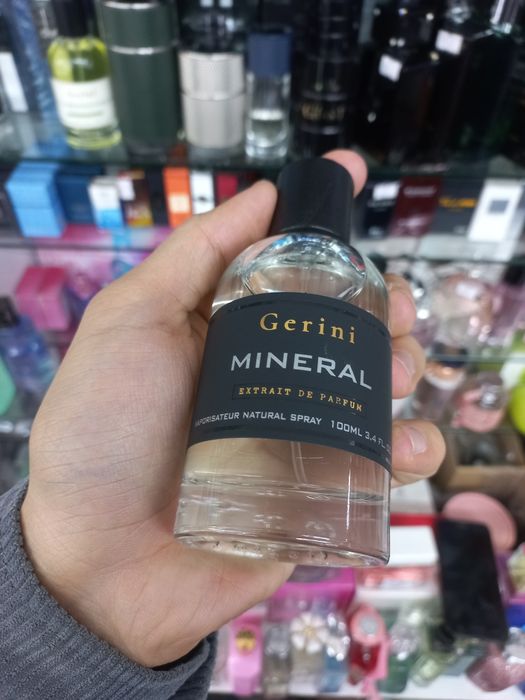 Gerini
MINERAL
EXTRAIT DE PARFUM
VAPORISATEUR NATURAL SPRAY 100ML 3.4 FL